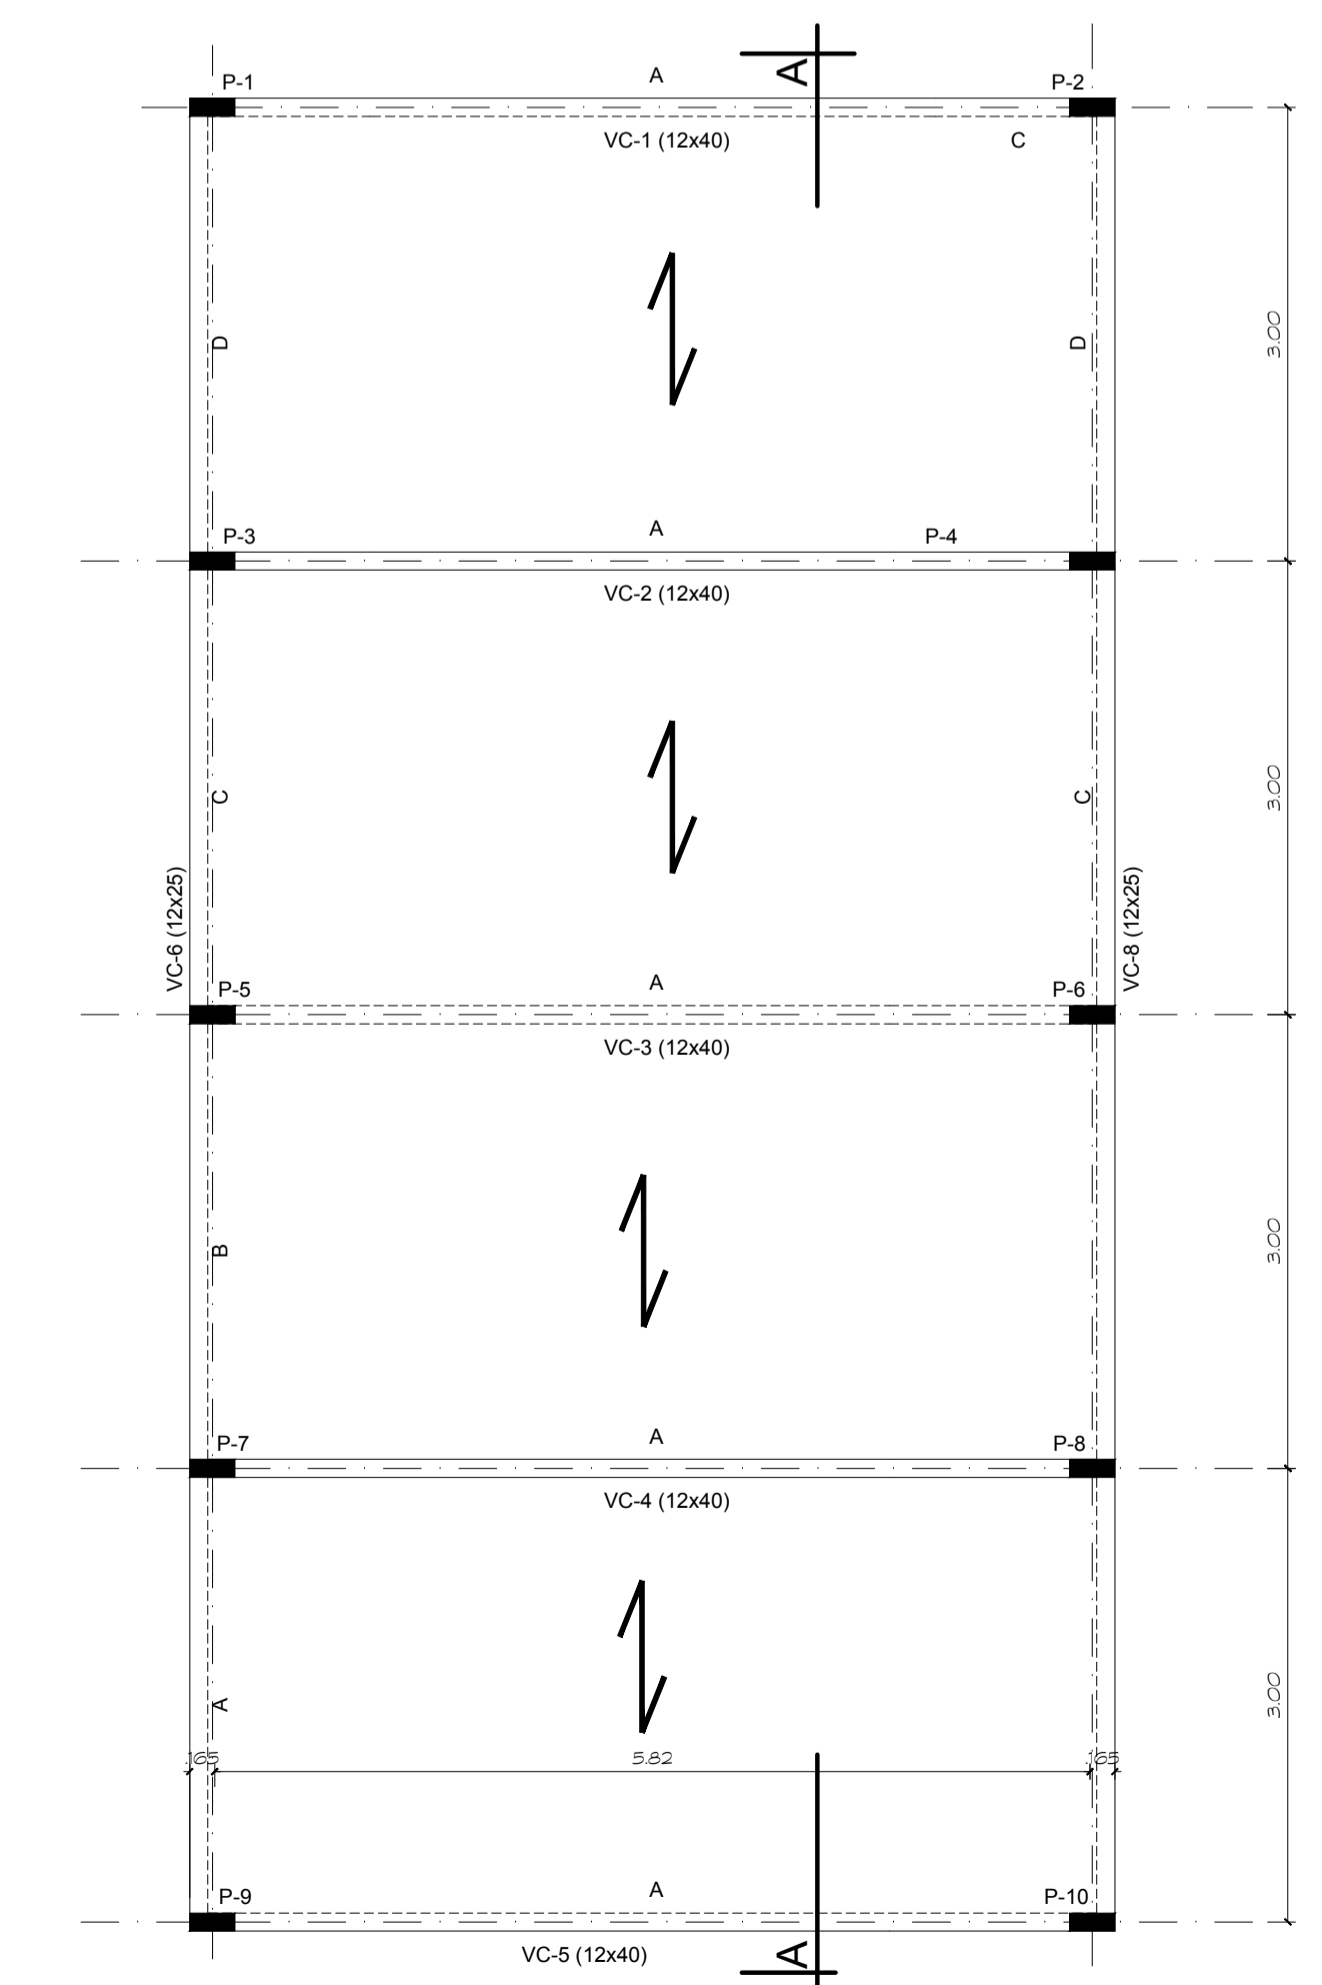 A
P-1
A
P-2
VC-1 (12x40)
C
D
D
3.00
P-3
A
P-4
VC-2 (12x40)
C
C
3.00
VC-6 (12x25)
VC-8 (12x25)
P-5
A
P-6
VC-3 (12x40)
B
3.00
P-7
A
P-8
VC-4 (12x40)
A
3.00
.165
5.82
.165
P-9
A
P-10
VC-5 (12x40)
A